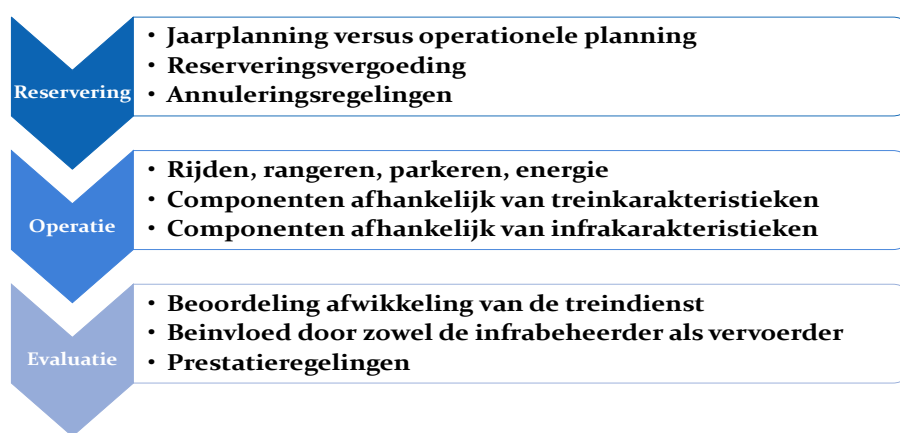 Reservering
• Jaarplanning versus operationele planning
• Reserveringsvergoeding
• Annuleringsregelingen
Operatie
• Rijden, rangeren, parkeren, energie
• Componenten afhankelijk van treinkarakteristieken
• Componenten afhankelijk van infrakarakteristieken
Evaluatie
• Beoordeling afwikkeling van de treindienst
• Beinvloed door zowel de infrabeheerder als vervoerder
• Prestatieregelingen